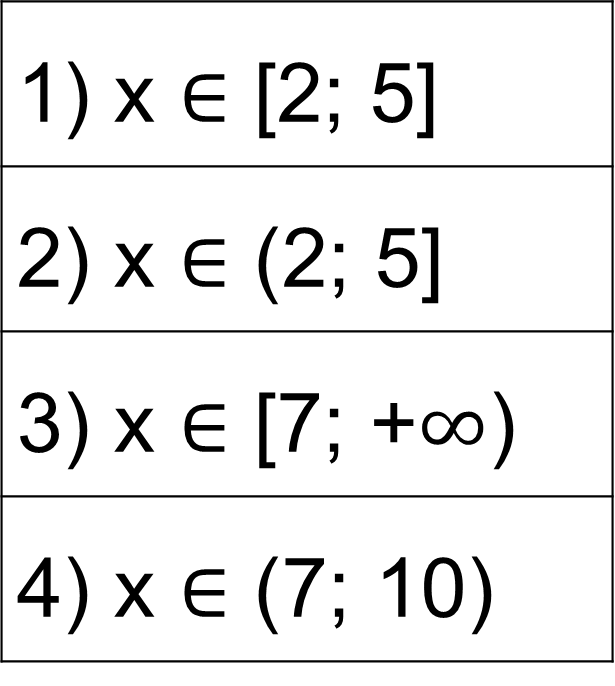 1) x ∈ [2; 5]
2) x ∈ (2; 5]
3) x ∈ [7; +∞)
4) x ∈ (7; 10)